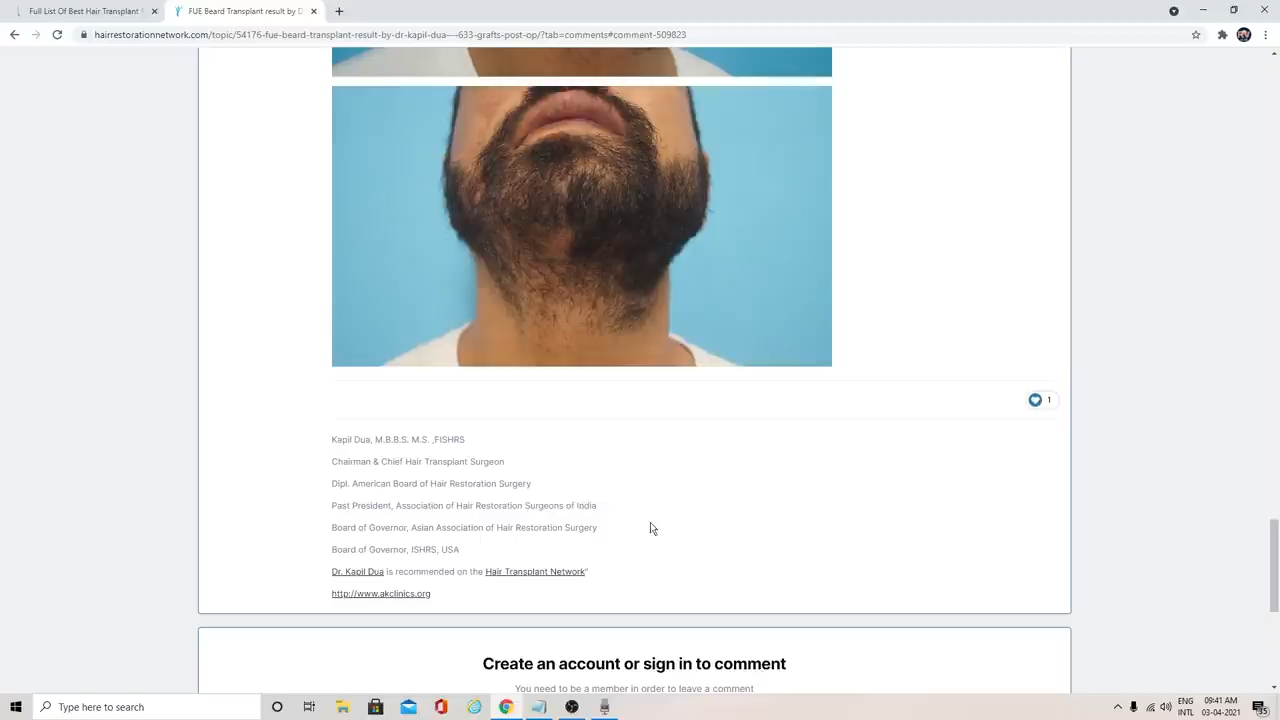 Full List Of Best Hair Transplant
FUE Beard Transplant result by D
hairrestorationnetwork.com/topic/54176-fue-beard-transplant-result-by-dr-kapil-dua-–-633-grafts-post-op/?tab=comments#comment-509823
1
Kapil Dua, M.B.B.S. M.S. ,FISHRS
Chairman & Chief Hair Transplant Surgeon
Dipl. American Board of Hair Restoration Surgery
Past President, Association of Hair Restoration Surgeons of India
Board of Governor, Asian Association of Hair Restoration Surgery
Board of Governor, ISHRS, USA
Dr. Kapil Dua is recommended on the Hair Transplant Network"
http://www.akclinics.org
Create an account or sign in to comment
You need to be a member in order to leave a comment
Type here to search
ENG
INTL
09:41 AM
03-04-2021